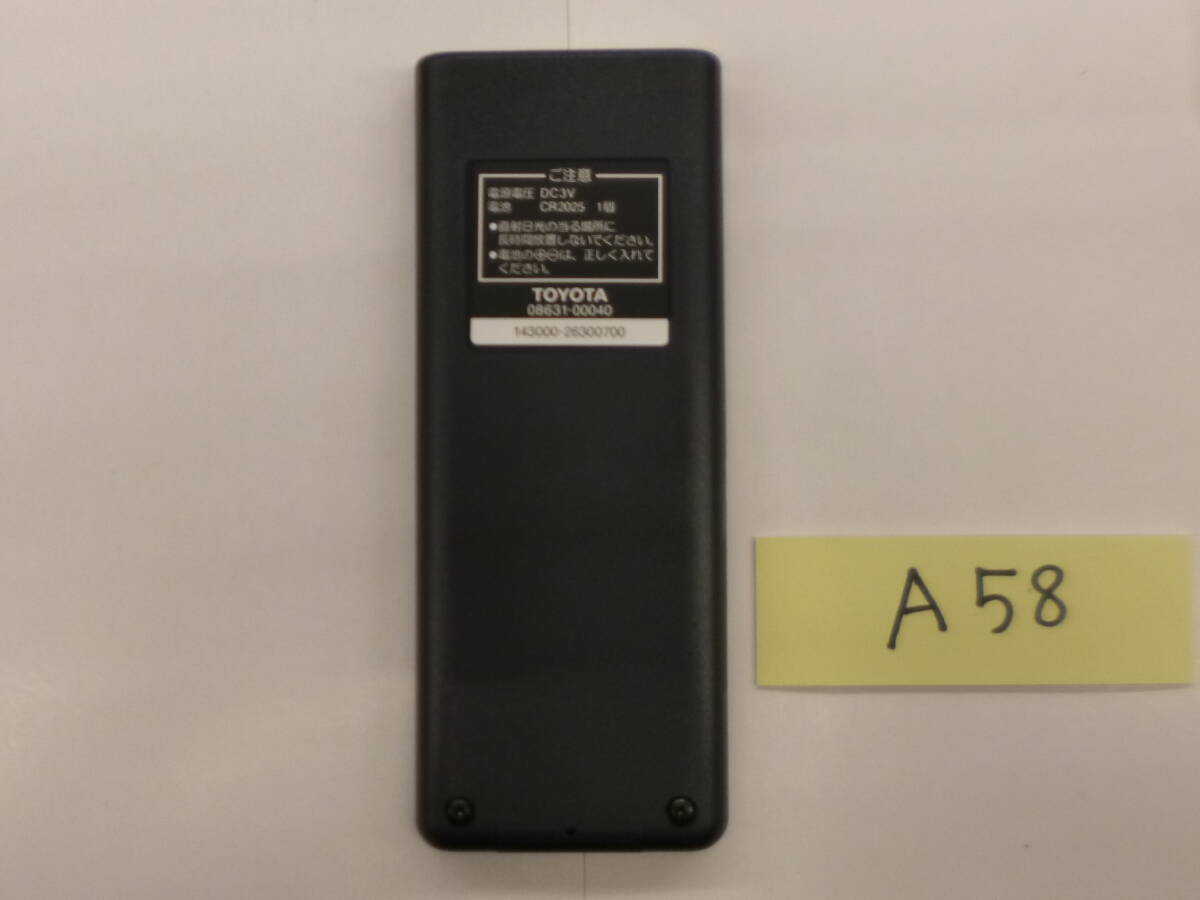 ご注意
電源電圧 DC3V
電池 CR2025 1個
●直射日光の当る場所に
長時間放置しないでください。
●電池の⊕⊖は、正しく入れて
ください。
TOYOTA
08631-00040
143000-26300700
A58